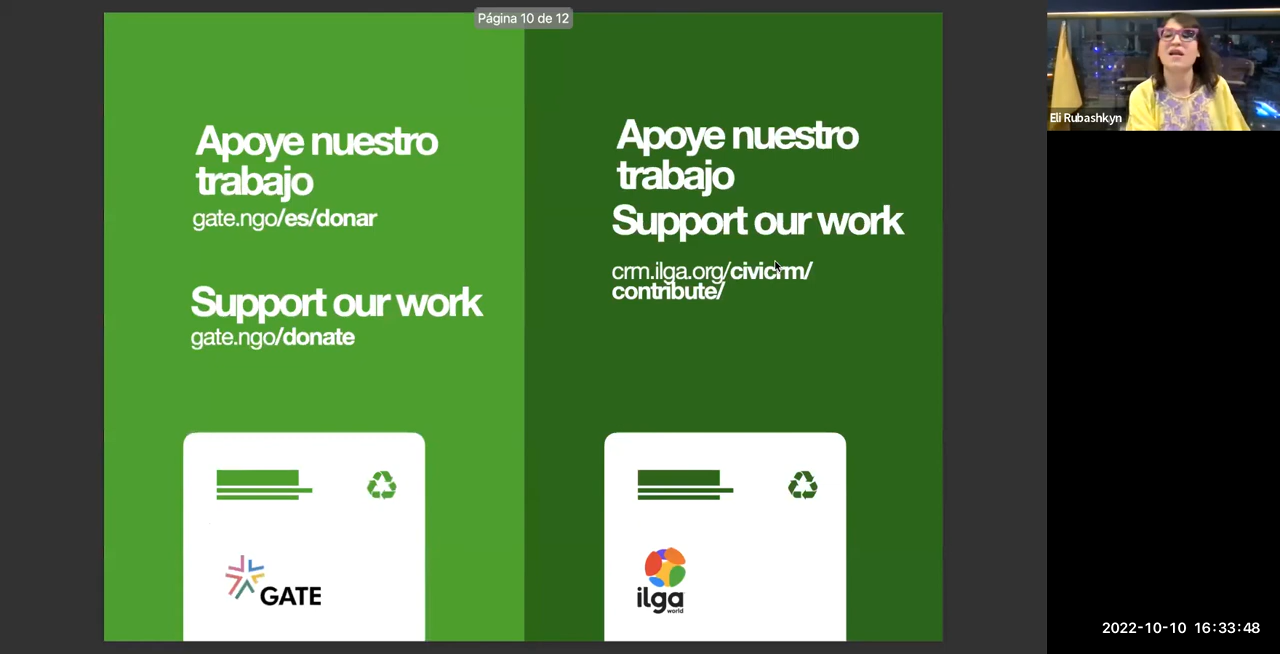 Página 10 de 12
Apoye nuestro
trabajo
gate.ngo/es/donar
Support our work
gate.ngo/donate
GATE
Apoye nuestro
trabajo
Support our work
crm.ilga.org/civicrm/
contribute/
ilga
world
Eli Rubashkyn
2022-10-10 16:33:48